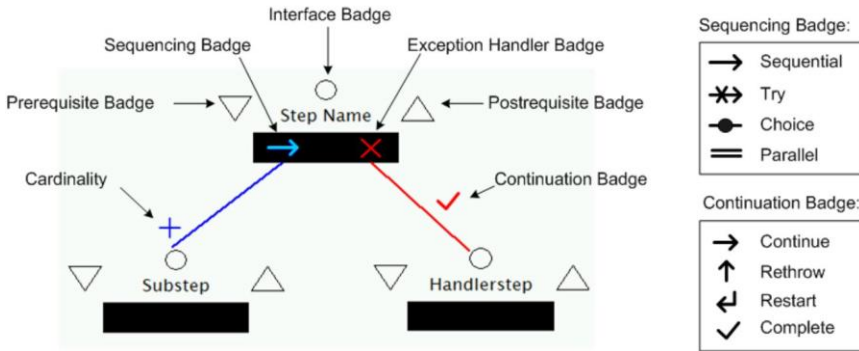 Interface Badge
Sequencing Badge
Exception Handler Badge
Prerequisite Badge
Step Name
Postrequisite Badge
Cardinality
Continuation Badge
Substep
Handlerstep
Sequencing Badge:
Sequential
Try
Choice
Parallel
Continuation Badge:
Continue
Rethrow
Restart
Complete